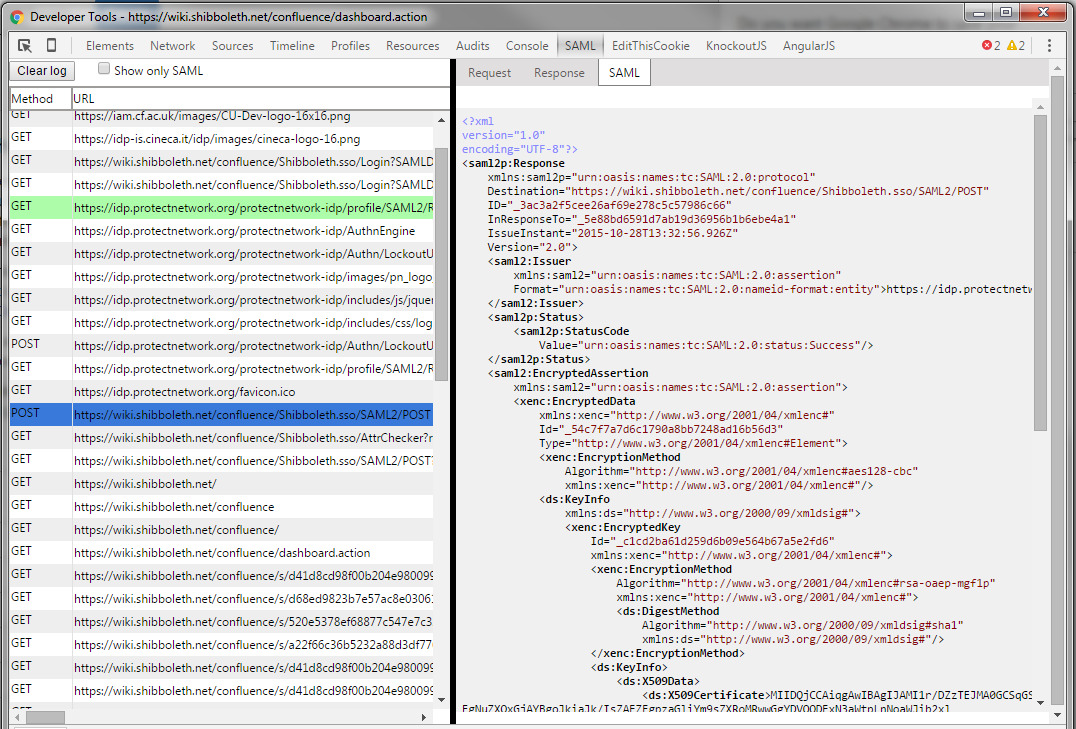 Developer Tools - https://wiki.shibboleth.net/confluence/dashboard.action
Elements Network Sources Timeline Profiles Resources Audits Console SAML EditThisCookie KnockoutJS AngularJS 2 2
Clear log Show only SAML
Method URL
GET https://iam.cf.ac.uk/images/CU-Dev-logo-16x16.png
GET https://idp-is.cineca.it/idp/images/cineca-logo-16.png
GET https://wiki.shibboleth.net/confluence/Shibboleth.sso/Login?SAMLD
GET https://wiki.shibboleth.net/confluence/Shibboleth.sso/Login?SAMLD
GET https://idp.protectnetwork.org/protectnetwork-idp/profile/SAML2/R
GET https://idp.protectnetwork.org/protectnetwork-idp/AuthnEngine
GET https://idp.protectnetwork.org/protectnetwork-idp/Authn/LockoutU
GET https://idp.protectnetwork.org/protectnetwork-idp/images/pn_logo
GET https://idp.protectnetwork.org/protectnetwork-idp/includes/js/jquer
GET https://idp.protectnetwork.org/protectnetwork-idp/includes/css/log
POST https://idp.protectnetwork.org/protectnetwork-idp/Authn/LockoutU
GET https://idp.protectnetwork.org/protectnetwork-idp/profile/SAML2/R
GET https://idp.protectnetwork.org/favicon.ico
POST https://wiki.shibboleth.net/confluence/Shibboleth.sso/SAML2/POST
GET https://wiki.shibboleth.net/confluence/Shibboleth.sso/AttrChecker?r
GET https://wiki.shibboleth.net/confluence/Shibboleth.sso/SAML2/POST?
GET https://wiki.shibboleth.net/
GET https://wiki.shibboleth.net/confluence
GET https://wiki.shibboleth.net/confluence/
GET https://wiki.shibboleth.net/confluence/dashboard.action
GET https://wiki.shibboleth.net/confluence/s/d41d8cd98f00b204e980099
GET https://wiki.shibboleth.net/confluence/s/d68ed9823b7e57ac8e0306
GET https://wiki.shibboleth.net/confluence/s/520e5378ef68877c547e7c3
GET https://wiki.shibboleth.net/confluence/s/a22f66c36b5232a88d3df77
GET https://wiki.shibboleth.net/confluence/s/d41d8cd98f00b204e980099
GET https://wiki.shibboleth.net/confluence/s/d41d8cd98f00b204e980099
Request Response SAML
<?xml
version="1.0"
encoding="UTF-8"?>
<saml2p:Response
xmlns:saml2p="urn:oasis:names:tc:SAML:2.0:protocol"
Destination="https://wiki.shibboleth.net/confluence/Shibboleth.sso/SAML2/POST"
ID="_3ac3a2f5cee26af69e278c5c57986c66"
InResponseTo="_5e88bd6591d7ab19d36956b1b6ebe4a1"
IssueInstant="2015-10-28T13:32:56.926Z"
Version="2.0">
<saml2:Issuer
xmlns:saml2="urn:oasis:names:tc:SAML:2.0:assertion"
Format="urn:oasis:names:tc:SAML:2.0:nameid-format:entity">https://idp.protectnetw
</saml2:Issuer>
<saml2p:Status>
<saml2p:StatusCode
Value="urn:oasis:names:tc:SAML:2.0:status:Success"/>
</saml2p:Status>
<saml2:EncryptedAssertion
xmlns:saml2="urn:oasis:names:tc:SAML:2.0:assertion">
<xenc:EncryptedData
xmlns:xenc="http://www.w3.org/2001/04/xmlenc#"
Id="_54c7f7a7d6c1790a8bb7248ad16b56d3"
Type="http://www.w3.org/2001/04/xmlenc#Element">
<xenc:EncryptionMethod
Algorithm="http://www.w3.org/2001/04/xmlenc#aes128-cbc"
xmlns:xenc="http://www.w3.org/2001/04/xmlenc#"/>
<ds:KeyInfo
xmlns:ds="http://www.w3.org/2000/09/xmldsig#">
<xenc:EncryptedKey
Id="_c1cd2ba61d259d6b09e564b67a5e2fd6"
xmlns:xenc="http://www.w3.org/2001/04/xmlenc#">
<xenc:EncryptionMethod
Algorithm="http://www.w3.org/2001/04/xmlenc#rsa-oaep-mgf1p"
xmlns:xenc="http://www.w3.org/2001/04/xmlenc#">
<ds:DigestMethod
Algorithm="http://www.w3.org/2000/09/xmldsig#sha1"
xmlns:ds="http://www.w3.org/2000/09/xmldsig#"/>
</xenc:EncryptionMethod>
<ds:KeyInfo>
<ds:X509Data>
<ds:X509Certificate>MIIDQjCCAiqgAwIBAgIJAMI1r/DZzTEJMA0GCSqGS